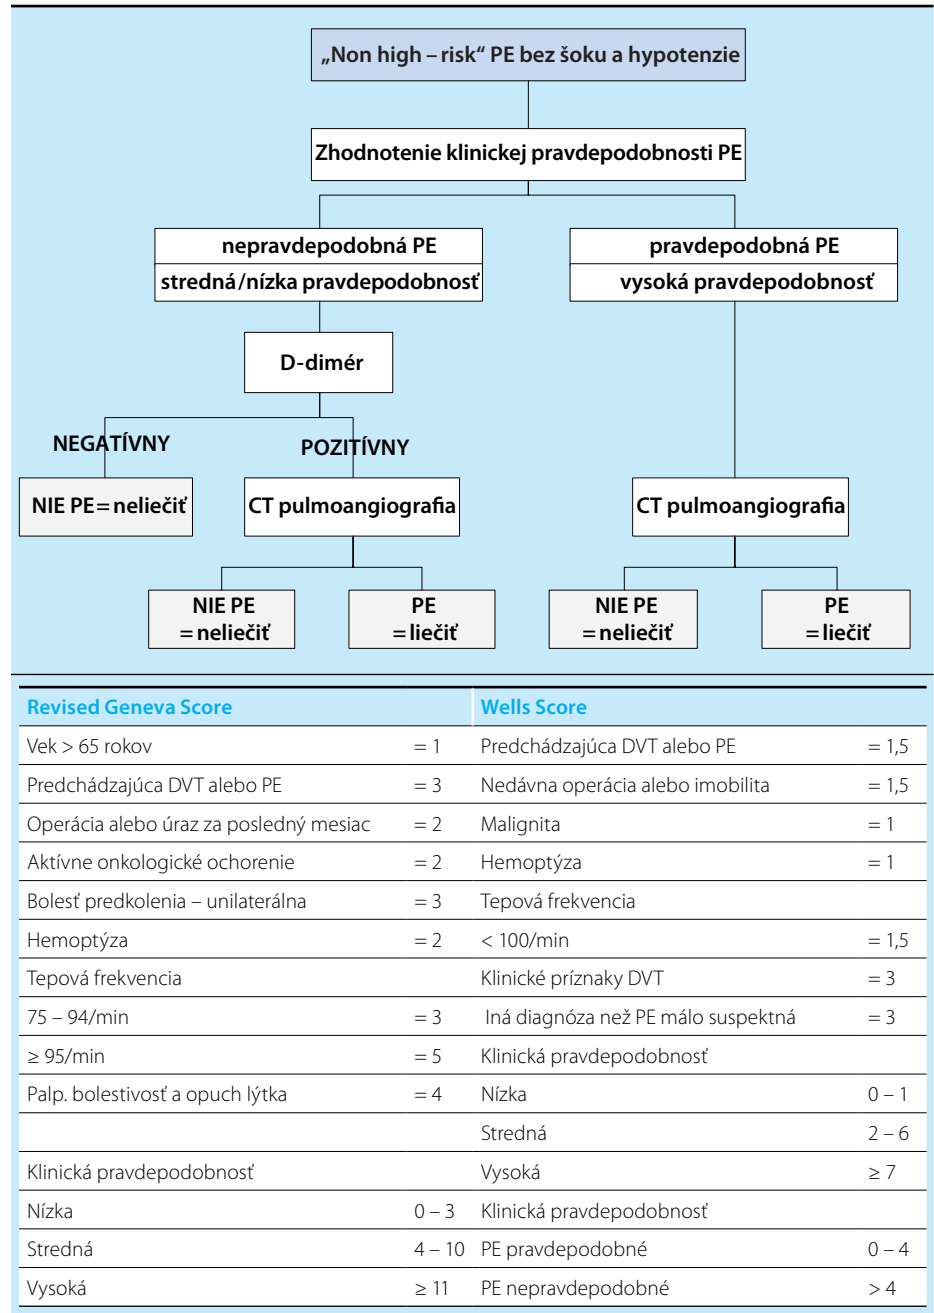 „Non high – risk“ PE bez šoku a hypotenzie
Zhodnotenie klinickej pravdepodobnosti PE
nepravdepodobná PE
stredná/nízka pravdepodobnosť
pravdepodobná PE
vysoká pravdepodobnosť
D-dimér
NEGATÍVNY
POZITÍVNY
NIE PE = neliečiť
CT pulmoangiografia
CT pulmoangiografia
NIE PE
= neliečiť
PE
= liečiť
NIE PE
= neliečiť
PE
= liečiť
Revised Geneva Score Wells Score
Vek > 65 rokov = 1 Predchádzajúca DVT alebo PE = 1,5
Predchádzajúca DVT alebo PE = 3 Nedávna operácia alebo imobilita = 1,5
Operácia alebo úraz za posledný mesiac = 2 Malignita = 1
Aktívne onkologické ochorenie = 2 Hemoptýza = 1
Bolesť predkolenia – unilaterálna = 3 Tepová frekvencia
Hemoptýza = 2 < 100/min = 1,5
Tepová frekvencia Klinické príznaky DVT = 3
75 – 94/min = 3 Iná diagnóza než PE málo suspektná = 3
≥ 95/min = 5 Klinická pravdepodobnosť
Palp. bolestivosť a opuch lýtka = 4 Nízka 0 – 1
Stredná 2 – 6
Klinická pravdepodobnosť Vysoká ≥ 7
Nízka 0 – 3 Klinická pravdepodobnosť
Stredná 4 – 10 PE pravdepodobné 0 – 4
Vysoká ≥ 11 PE nepravdepodobné > 4